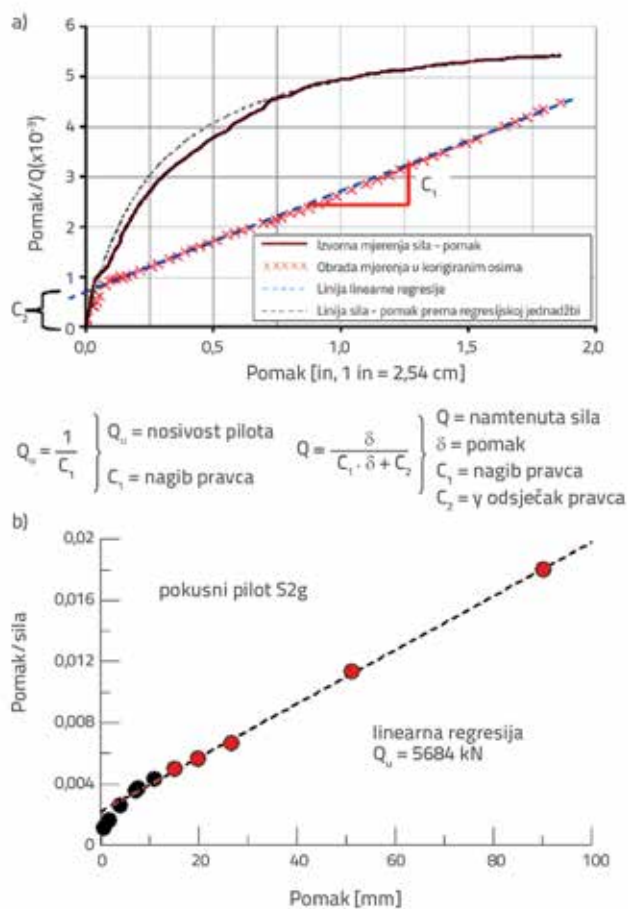 a)
Pomak/Q(x10⁻³)
6
5
4
3
2
1
0
C₂
C₁
Izvorna mjerenja sila – pomak
Obrada mjerenja u korigiranim osima
Linija linearne regresije
Linija sila – pomak prema regresijskoj jednadžbi
0,0 0,5 1,0 1,5 2,0
Pomak [in, 1 in = 2,54 cm]
Qᵤ = 1 / C₁
Qᵤ = nosivost pilota
C₁ = nagib pravca
Q = δ / (C₁ · δ + C₂)
Q = namtenuta sila
δ = pomak
C₁ = nagib pravca
C₂ = y odsječak pravca
b)
Pomak/sila
0,02
0,016
0,012
0,008
0,004
0
pokusni pilot S2g
linearna regresija
Qᵤ = 5684 kN
0 20 40 60 80 100
Pomak [mm]